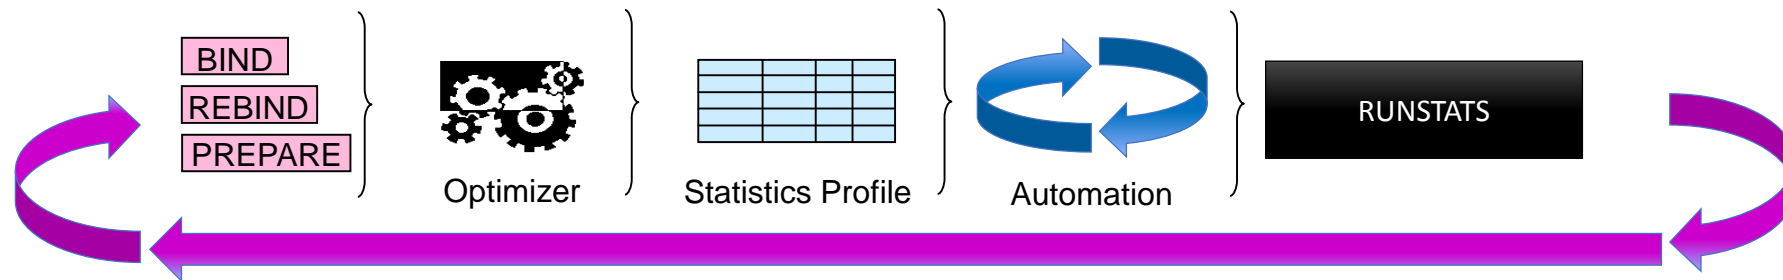 BIND
REBIND
PREPARE
Optimizer
Statistics Profile
Automation
RUNSTATS